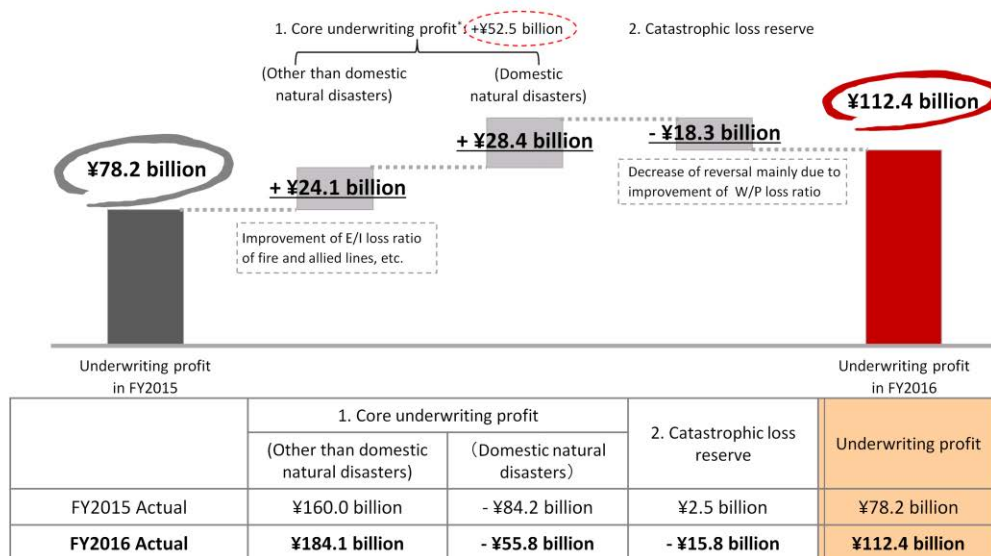 1. Core underwriting profit*: +¥52.5 billion
2. Catastrophic loss reserve
(Other than domestic
natural disasters)
(Domestic
natural disasters)
¥78.2 billion
+ ¥24.1 billion
+ ¥28.4 billion
- ¥18.3 billion
¥112.4 billion
Improvement of E/I loss ratio
of fire and allied lines, etc.
Decrease of reversal mainly due to
improvement of W/P loss ratio
Underwriting profit
in FY2015
Underwriting profit
in FY2016
1. Core underwriting profit
2. Catastrophic loss
reserve
Underwriting profit
(Other than domestic
natural disasters)
（Domestic natural
disasters）
FY2015 Actual
¥160.0 billion
- ¥84.2 billion
¥2.5 billion
¥78.2 billion
FY2016 Actual
¥184.1 billion
- ¥55.8 billion
- ¥15.8 billion
¥112.4 billion